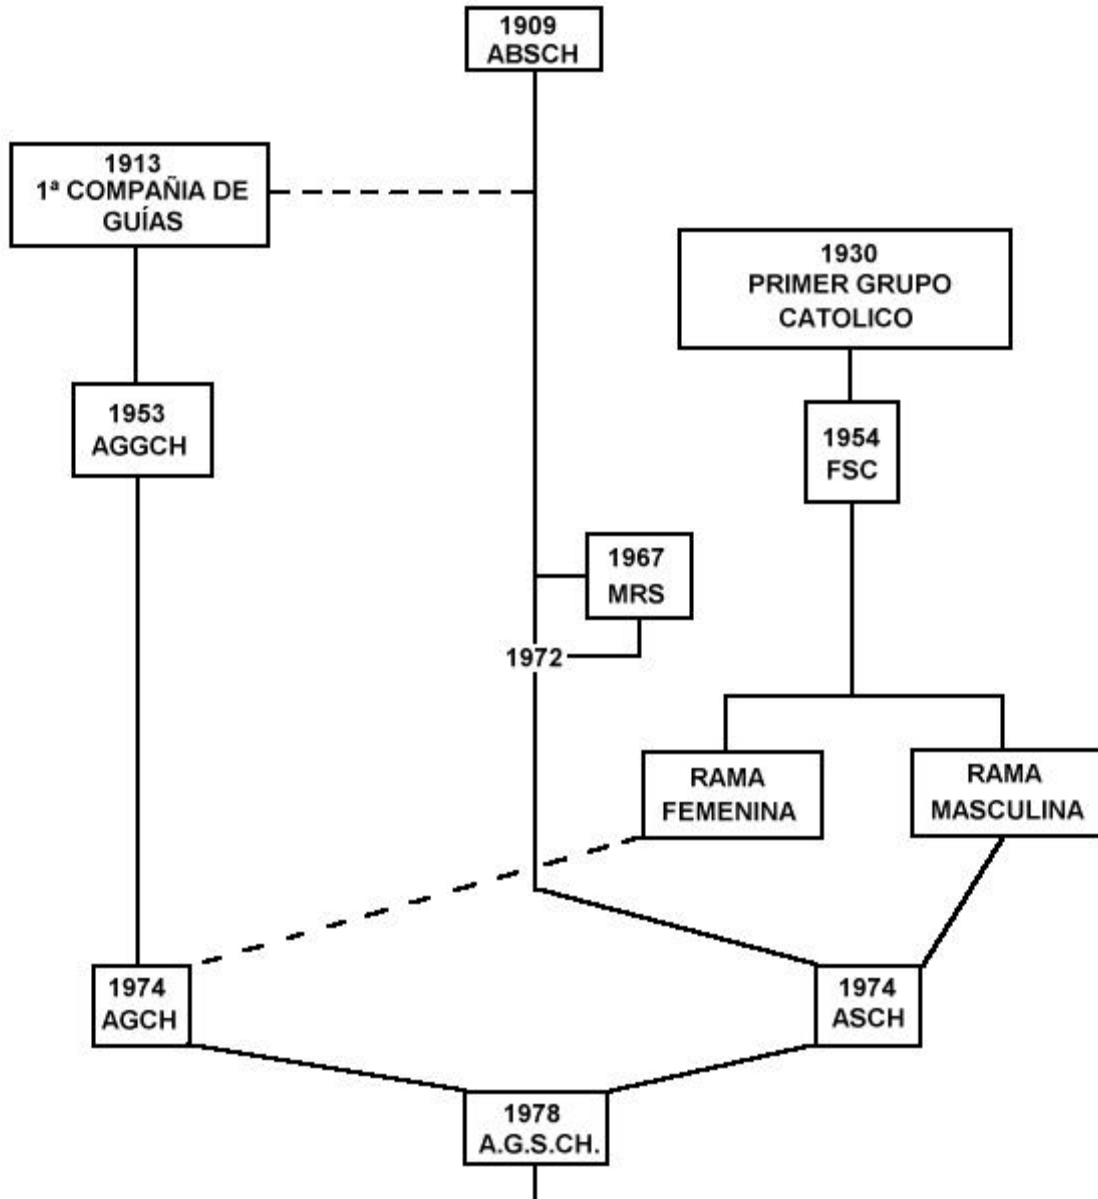 1909
ABSCH
1913
1ª COMPAÑIA DE
GUÍAS
1930
PRIMER GRUPO
CATOLICO
1953
AGGCH
1954
FSC
1967
MRS
1972
RAMA
FEMENINA
RAMA
MASCULINA
1974
AGCH
1974
ASCH
1978
A.G.S.CH.